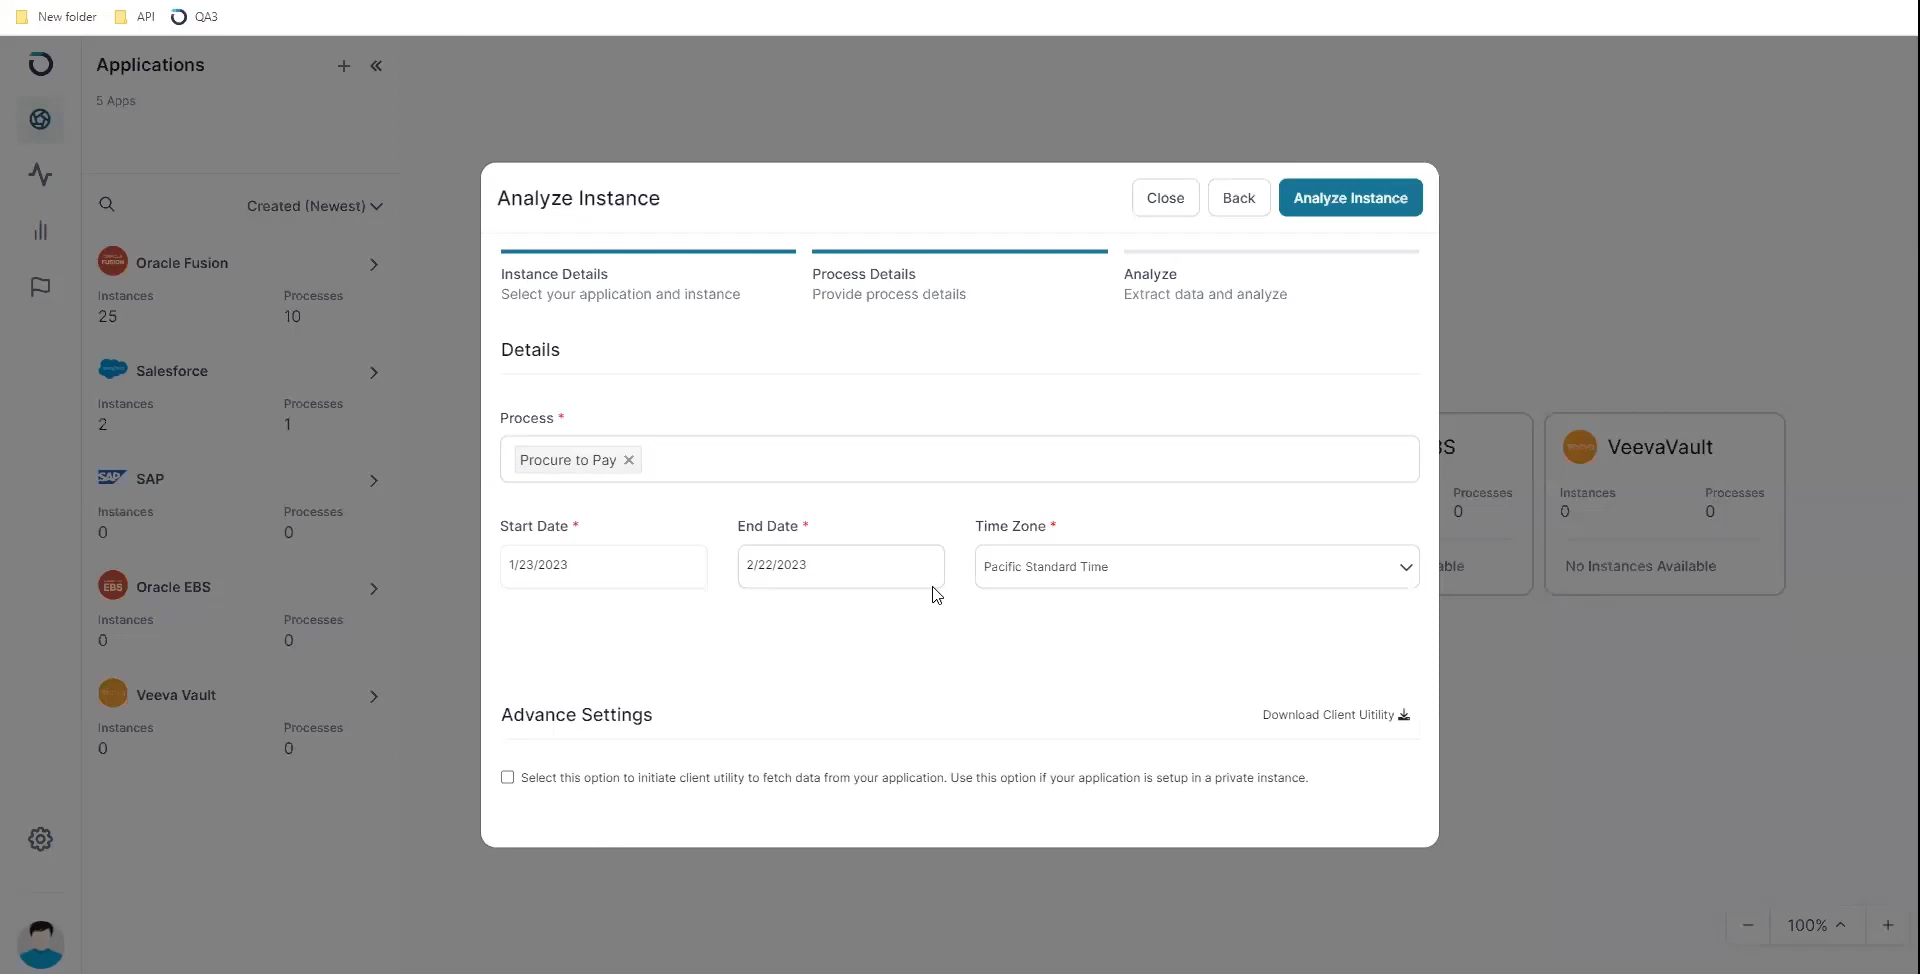 New folder API QA3
Applications
5 Apps
Created (Newest)
Oracle Fusion
Instances Processes
25 10
Salesforce
Instances Processes
2 1
SAP SAP
Instances Processes
0 0
EBS Oracle EBS
Instances Processes
0 0
Veeva Vault
Instances Processes
0 0
Analyze Instance Close Back Analyze Instance
Instance Details Process Details Analyze
Select your application and instance Provide process details Extract data and analyze
Details
Process *
Procure to Pay
Start Date * End Date * Time Zone *
1/23/2023 2/22/2023 Pacific Standard Time
Advance Settings Download Client Uitility
Select this option to initiate client utility to fetch data from your application. Use this option if your application is setup in a private instance.
BS VeevaVault
Processes Instances Processes
0 0 0
able No Instances Available
100%